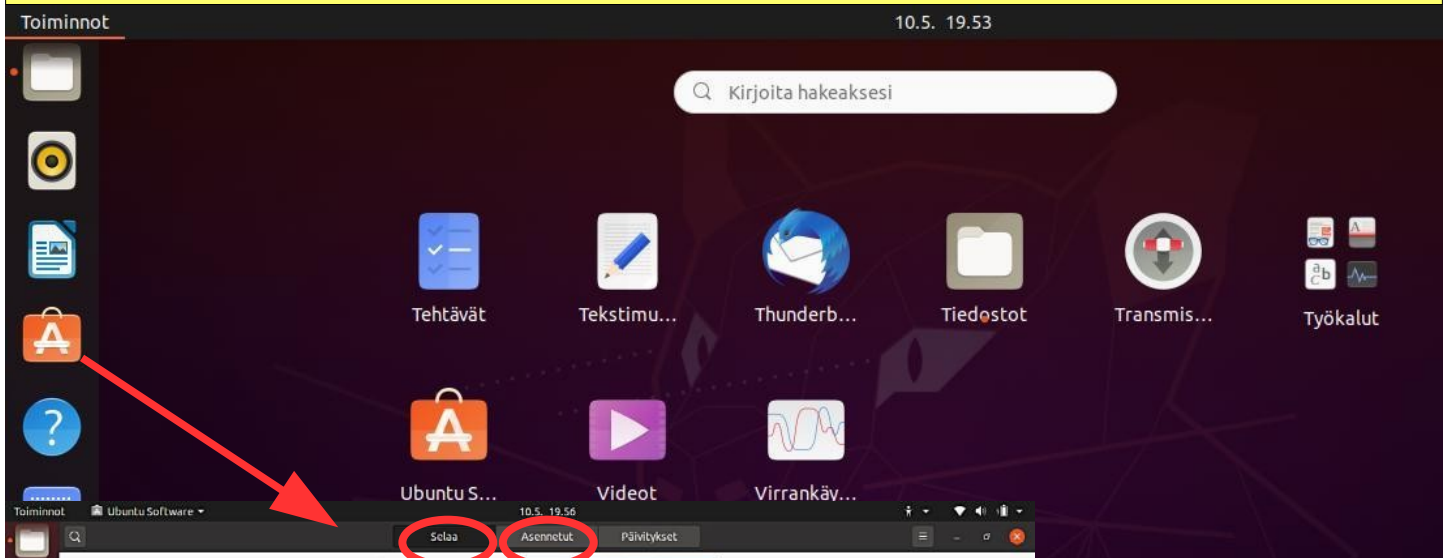 Toiminnot 10.5. 19.53
Kirjoita hakeaksesi
Tehtävät Tekstimu... Thunderb... Tiedostot Transmis... Työkalut
Ubuntu S... Videot Virrankäv...
Toiminnot Ubuntu Software 10.5. 19.56
Selaa Asennetut Päivitykset